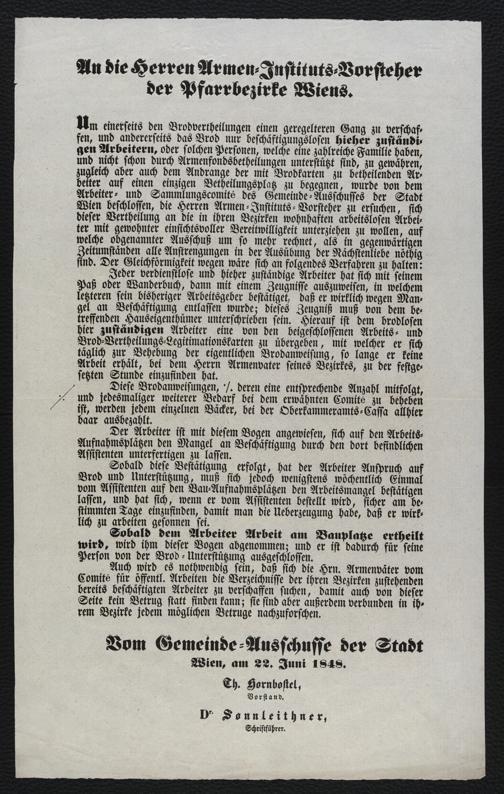 An die Herren Armen-Instituts-Vorsteher
der Pfarrbezirke Wiens.
Um einerseits den Brodvertheilungen einen geregelteren Gang zu verschaf-
fen, und andererseits das Brod nur beschäftigungslosen hieher zuständi-
gen Arbeitern, oder solchen Personen, welche eine zahlreiche Familie haben,
und nicht schon durch Armenfondsbetheilungen unterstützt sind, zu gewähren,
zugleich aber auch dem Andrange der mit Brodkarten zu betheilenden Ar-
beiter auf einen einzigen Betheilungsplatz zu begegnen, wurde von dem
Arbeiter- und Sammlungscomité des Gemeinde-Ausschusses der Stadt
Wien beschlossen, die Herren Armen-Instituts-Vorsteher zu ersuchen, sich
dieser Vertheilung an die in ihren Bezirken wohnhaften arbeitslosen Arbei-
ter mit gewohnter einsichtsvoller Bereitwilligkeit unterziehen zu wollen, auf
welche obgenannter Ausschuß um so mehr rechnet, als in gegenwärtigen
Zeitumständen alle Anstrengungen in der Ausübung der Nächstenliebe nöthig
sind. Der Gleichförmigkeit wegen wäre sich an folgendes Verfahren zu halten:
Jeder verdienstlose und hieher zuständige Arbeiter hat sich mit seinem
Paß oder Wanderbuch, dann mit einem Zeugnisse auszuweisen, in welchem
letzteren sein bisheriger Arbeitsgeber bestätiget, daß er wirklich wegen Man-
gel an Beschäftigung entlassen wurde; dieses Zeugniß muß von dem be-
treffenden Hauseigenthümer unterschrieben sein. Hierauf ist dem brodlosen
hier zuständigen Arbeiter eine von den beigeschlossenen Arbeits- und
Brod-Vertheilungs-Legitimationskarten zu übergeben, mit welcher er sich
täglich zur Behebung der eigentlichen Brodanweisung, so lange er keine
Arbeit erhält, bei dem Herrn Armenvater seines Bezirkes, zu der festge-
setzten Stunde einzufinden hat.
Diese Brodanweisungen, ·/. deren eine entsprechende Anzahl mitfolgt,
und jedesmaliger weiterer Bedarf bei dem erwähnten Comité zu beheben
ist, werden jedem einzelnen Bäcker, bei der Oberkammeramts-Cassa allhier
baar ausbezahlt.
Der Arbeiter ist mit diesem Bogen angewiesen, sich auf den Arbeits-
Aufnahmsplätzen den Mangel an Beschäftigung durch den dort befindlichen
Assistenten unterfertigen zu lassen.
Sobald diese Bestätigung erfolgt, hat der Arbeiter Anspruch auf
Brod und Unterstützung, muß sich jedoch wenigstens wöchentlich Einmal
vom Assistenten auf den Bau-Aufnahmsplätzen den Arbeitsmangel bestätigen
lassen, und hat sich, wenn er vom Assistenten bestellt wird, sicher am be-
stimmten Tage einzufinden, damit man die Ueberzeugung habe, daß er wirk-
lich zu arbeiten gesonnen sei.
Sobald dem Arbeiter Arbeit am Bauplatze ertheilt
wird, wird ihm dieser Bogen abgenommen; und er ist dadurch für seine
Person von der Brod-Unterstützung ausgeschlossen.
Auch wird es nothwendig sein, daß sich die Hrn. Armenväter vom
Comité für öffentl. Arbeiten die Verzeichnisse der ihren Bezirken zustehenden
bereits beschäftigten Arbeiter zu verschaffen suchen, damit auch von dieser
Seite kein Betrug statt finden kann; sie sind aber außerdem verbunden in ih-
rem Bezirke jedem möglichen Betruge nachzuforschen.
Vom Gemeinde-Ausschusse der Stadt
Wien, am 22. Juni 1848.
Th. Hornbostel,
Vorstand.
Dr. Sonnleithner,
Schriftführer.